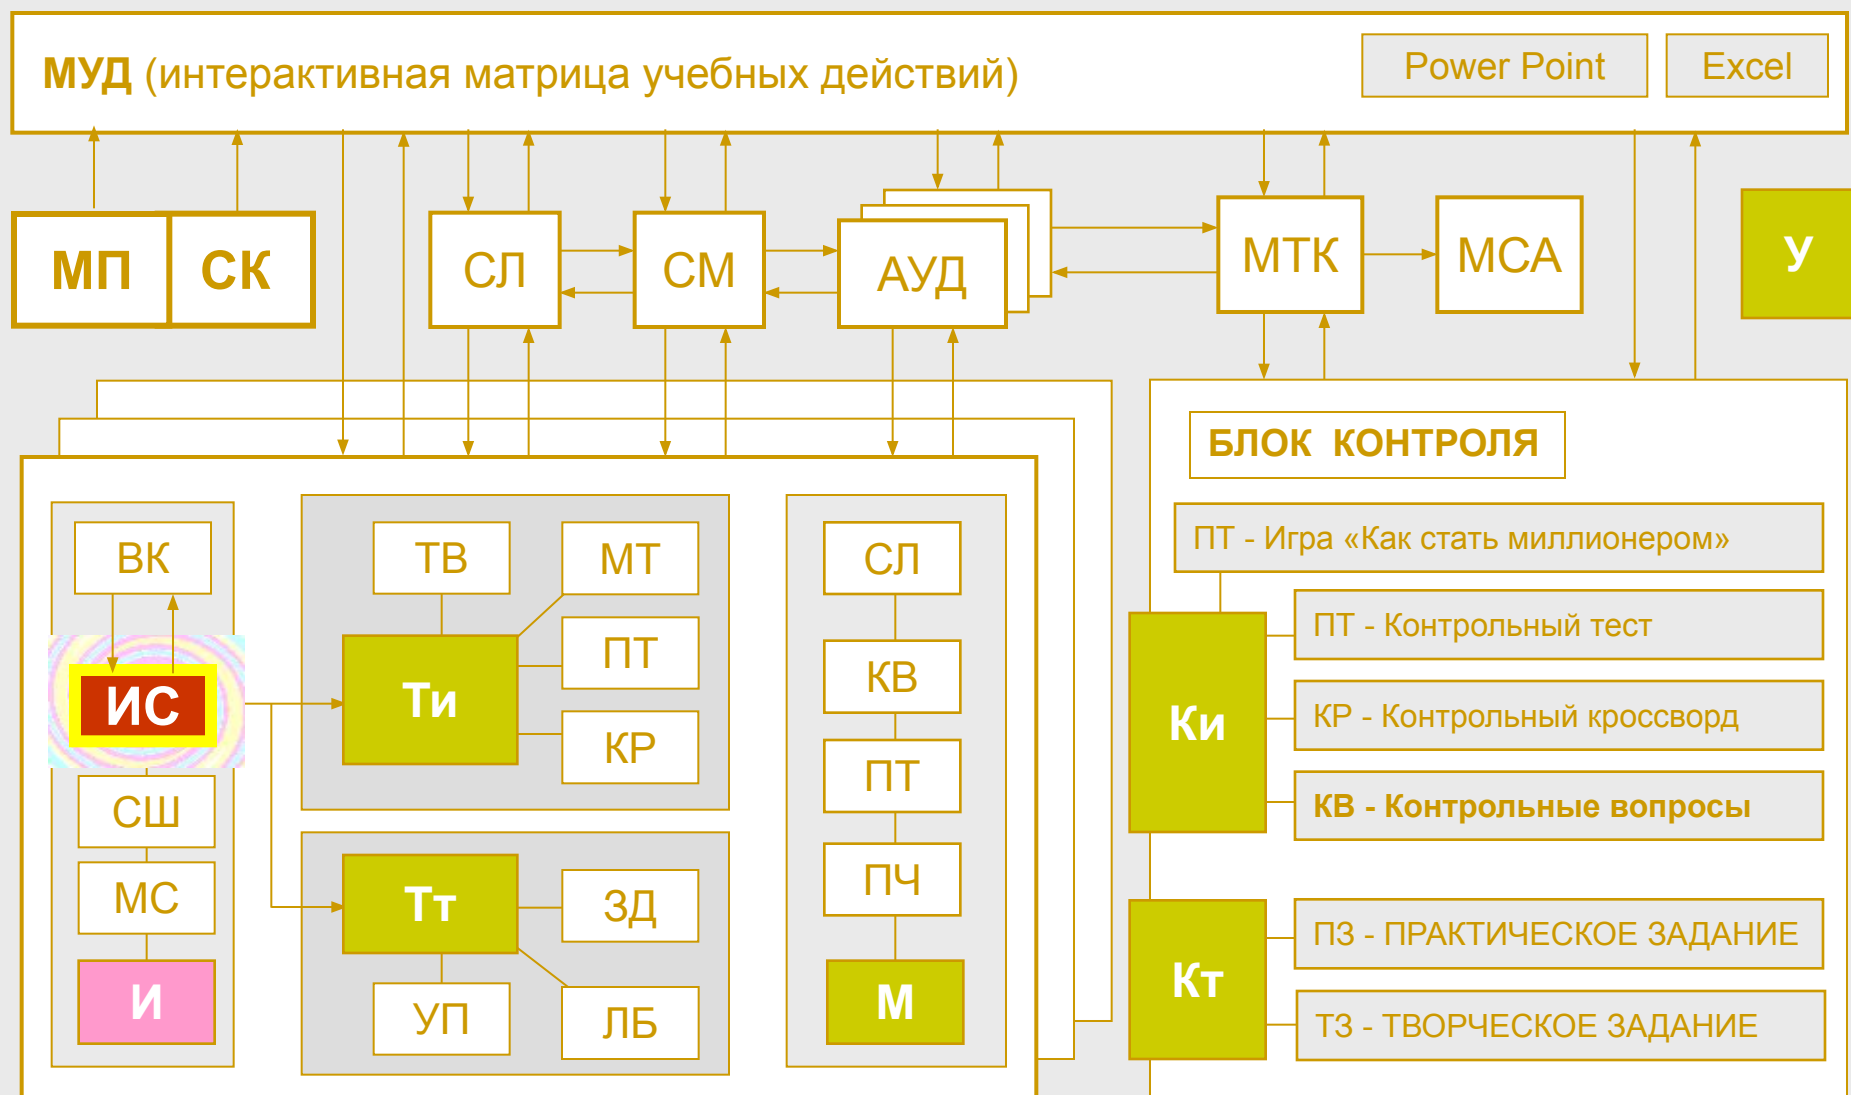 МУД (интерактивная матрица учебных действий)
Power Point
Excel
МП
СК
СЛ
СМ
АУД
МТК
МСА
У
БЛОК КОНТРОЛЯ
ВК
ИС
СШ
МС
И
ТВ
МТ
ПТ
КР
Ти
Тт
ЗД
УП
ЛБ
СЛ
КВ
ПТ
ПЧ
М
ПТ - Игра «Как стать миллионером»
Ки
ПТ - Контрольный тест
КР - Контрольный кроссворд
КВ - Контрольные вопросы
Кт
ПЗ - ПРАКТИЧЕСКОЕ ЗАДАНИЕ
ТЗ - ТВОРЧЕСКОЕ ЗАДАНИЕ